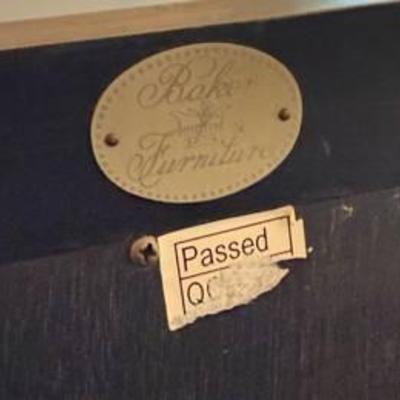 Baker
Furniture
Passed
QC